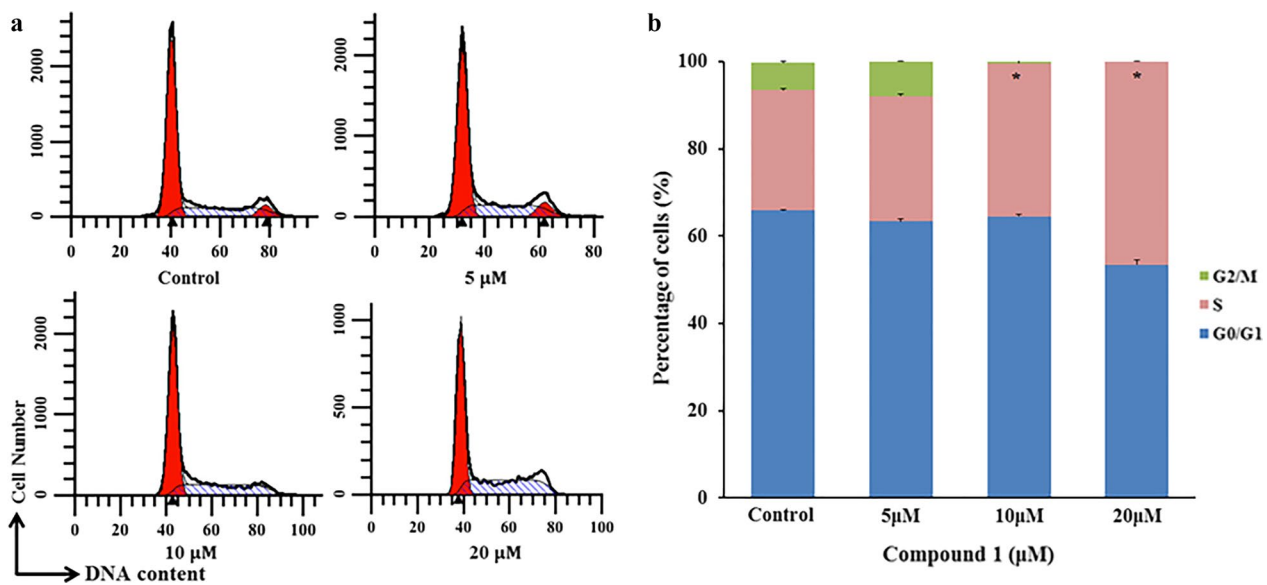 a
2000
1000
0
0 20 40 60 80
Control
2000
1000
0
0 20 40 60 80
5 μM
Cell Number
2000
1000
0
0 20 40 60 80 100
10 μM
1000
500
0
0 20 40 60 80 100
20 μM
DNA content
b
Percentage of cells (%)
100
80
60
40
20
0
* *
Control 5μM 10μM 20μM
Compound 1 (μM)
G2/M
S
G0/G1